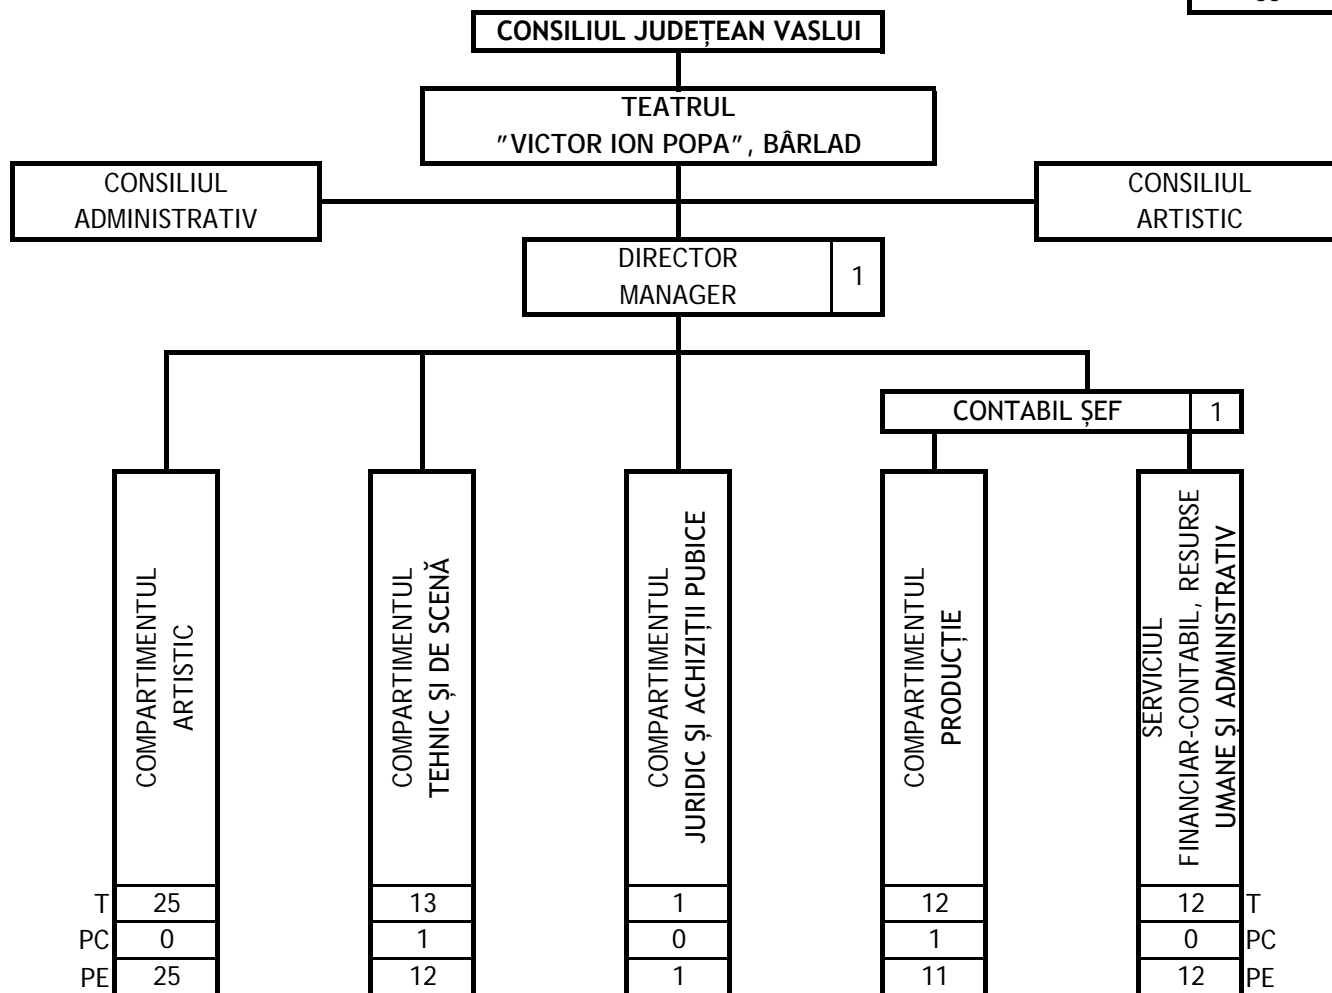 CONSILIUL JUDEȚEAN VASLUI
TEATRUL
"VICTOR ION POPA", BÂRLAD
CONSILIUL
ADMINISTRATIV
CONSILIUL
ARTISTIC
DIRECTOR
MANAGER
1
CONTABIL ȘEF 1
COMPARTIMENTUL
ARTISTIC
COMPARTIMENTUL
TEHNIC ȘI DE SCENĂ
COMPARTIMENTUL
JURIDIC ȘI ACHIZIȚII PUBICE
COMPARTIMENTUL
PRODUCȚIE
SERVICIUL
FINANCIAR-CONTABIL, RESURSE
UMANE ȘI ADMINISTRATIV
T 25 13 1 12 12 T
PC 0 1 0 1 0 PC
PE 25 12 1 11 12 PE